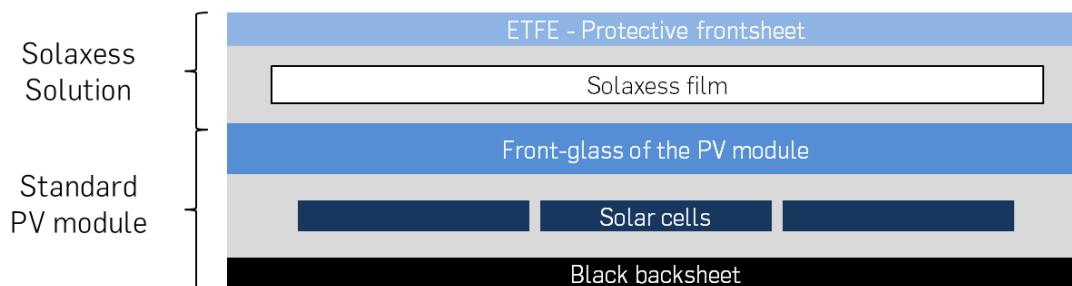 ETFE - Protective frontsheet
Solaxess
Solution
Solaxess film
Front-glass of the PV module
Standard
PV module
Solar cells
Black backsheet